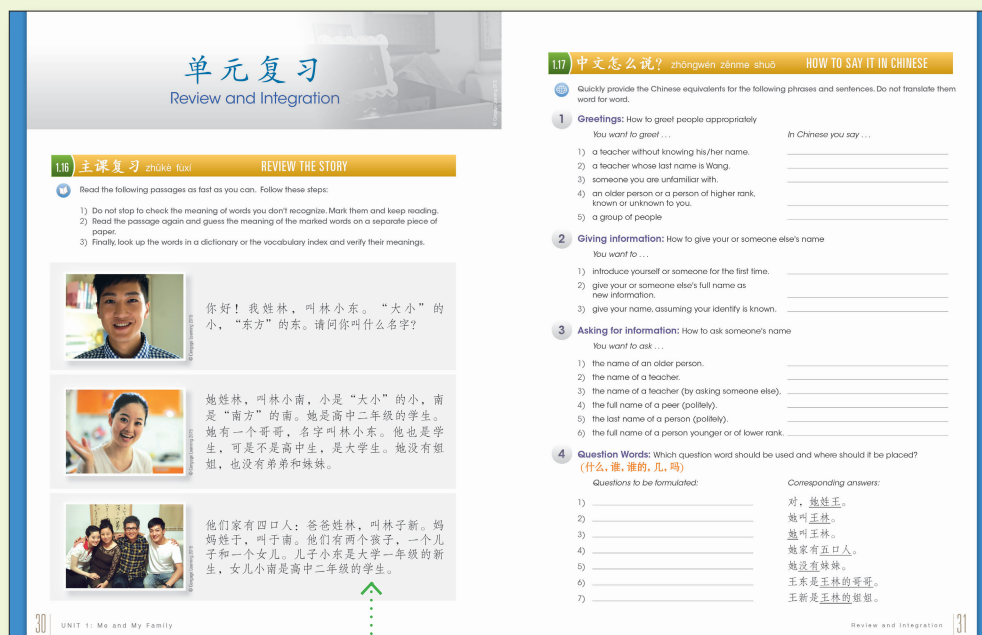 单元复习
Review and Integration
© Cengage Learning 2015
1.16 主课复习 zhǔkè fùxí REVIEW THE STORY
Read the following passages as fast as you can. Follow these steps:
1) Do not stop to check the meaning of words you don't recognize. Mark them and keep reading.
2) Read the passage again and guess the meaning of the marked words on a separate piece of
paper.
3) Finally, look up the words in a dictionary or the vocabulary index and verify their meanings.
© Cengage Learning 2015
你好！我姓林，叫林小东。“大小”的
小，“东方”的东。请问你叫什么名字？
© Cengage Learning 2015
她姓林，叫林小南，小是“大小”的小，南
是“南方”的南。她是高中二年级的学生。
她有一个哥哥，名字叫林小东。他也是学
生，可是不是高中生，是大学生。她没有姐
姐，也没有弟弟和妹妹。
© Cengage Learning 2015
他们家有四口人：爸爸姓林，叫林子新。妈
妈姓于，叫于南。他们有两个孩子，一个儿
子和一个女儿。儿子小东是大学一年级的新
生，女儿小南是高中二年级的学生。
30 UNIT 1: Me and My Family
1.17 中文怎么说？ zhōngwén zěnme shuō HOW TO SAY IT IN CHINESE
Quickly provide the Chinese equivalents for the following phrases and sentences. Do not translate them
word for word.
1 Greetings: How to greet people appropriately
You want to greet . . . In Chinese you say . . .
1) a teacher without knowing his/her name.
2) a teacher whose last name is Wang.
3) someone you are unfamiliar with.
4) an older person or a person of higher rank,
known or unknown to you.
5) a group of people
2 Giving information: How to give your or someone else's name
You want to . . .
1) introduce yourself or someone for the first time.
2) give your or someone else's full name as
new information.
3) give your name, assuming your identify is known.
3 Asking for information: How to ask someone's name
You want to ask . . .
1) the name of an older person.
2) the name of a teacher.
3) the name of a teacher (by asking someone else),
4) the full name of a peer (politely).
5) the last name of a person (politely).
6) the full name of a person younger or of lower rank.
4 Question Words: Which question word should be used and where should it be placed?
(什么, 谁, 谁的, 几, 吗)
Questions to be formulated: Corresponding answers:
1) 对，她姓王。
2) 她叫王林。
3) 她叫王林。
4) 她家有五口人。
5) 她没有妹妹。
6) 王东是王林的哥哥。
7) 王新是王林的姐姐。
Review and Integration 31